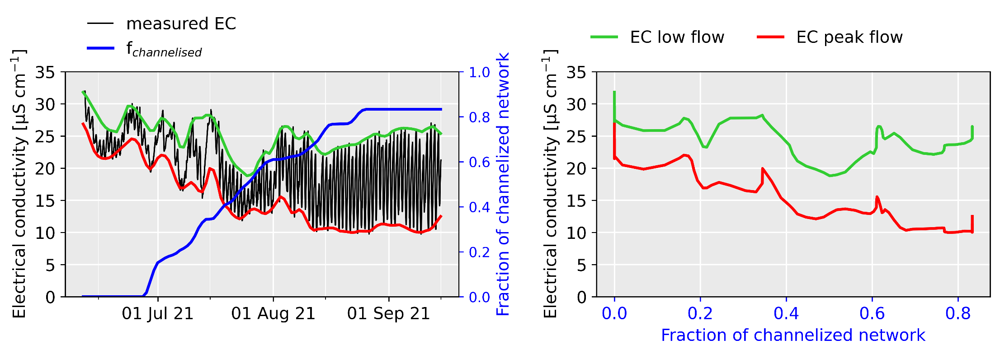 measured EC
f_channelised
Electrical conductivity [µS cm⁻¹]
35
30
25
20
15
10
5
0
01 Jul 21
01 Aug 21
01 Sep 21
1.0
0.8
0.6
0.4
0.2
0.0
Fraction of channelized network
EC low flow
EC peak flow
Electrical conductivity [µS cm⁻¹]
35
30
25
20
15
10
5
0
0.0
0.2
0.4
0.6
0.8
Fraction of channelized network